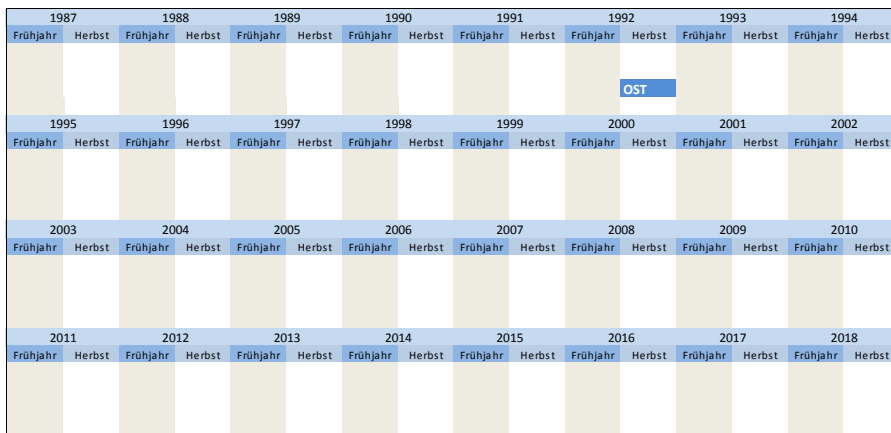 1987 1988 1989 1990 1991 1992 1993 1994
Frühjahr Herbst Frühjahr Herbst Frühjahr Herbst Frühjahr Herbst Frühjahr Herbst Frühjahr Herbst Frühjahr Herbst Frühjahr Herbst
OST
1995 1996 1997 1998 1999 2000 2001 2002
Frühjahr Herbst Frühjahr Herbst Frühjahr Herbst Frühjahr Herbst Frühjahr Herbst Frühjahr Herbst Frühjahr Herbst Frühjahr Herbst
2003 2004 2005 2006 2007 2008 2009 2010
Frühjahr Herbst Frühjahr Herbst Frühjahr Herbst Frühjahr Herbst Frühjahr Herbst Frühjahr Herbst Frühjahr Herbst Frühjahr Herbst
2011 2012 2013 2014 2015 2016 2017 2018
Frühjahr Herbst Frühjahr Herbst Frühjahr Herbst Frühjahr Herbst Frühjahr Herbst Frühjahr Herbst Frühjahr Herbst Frühjahr Herbst